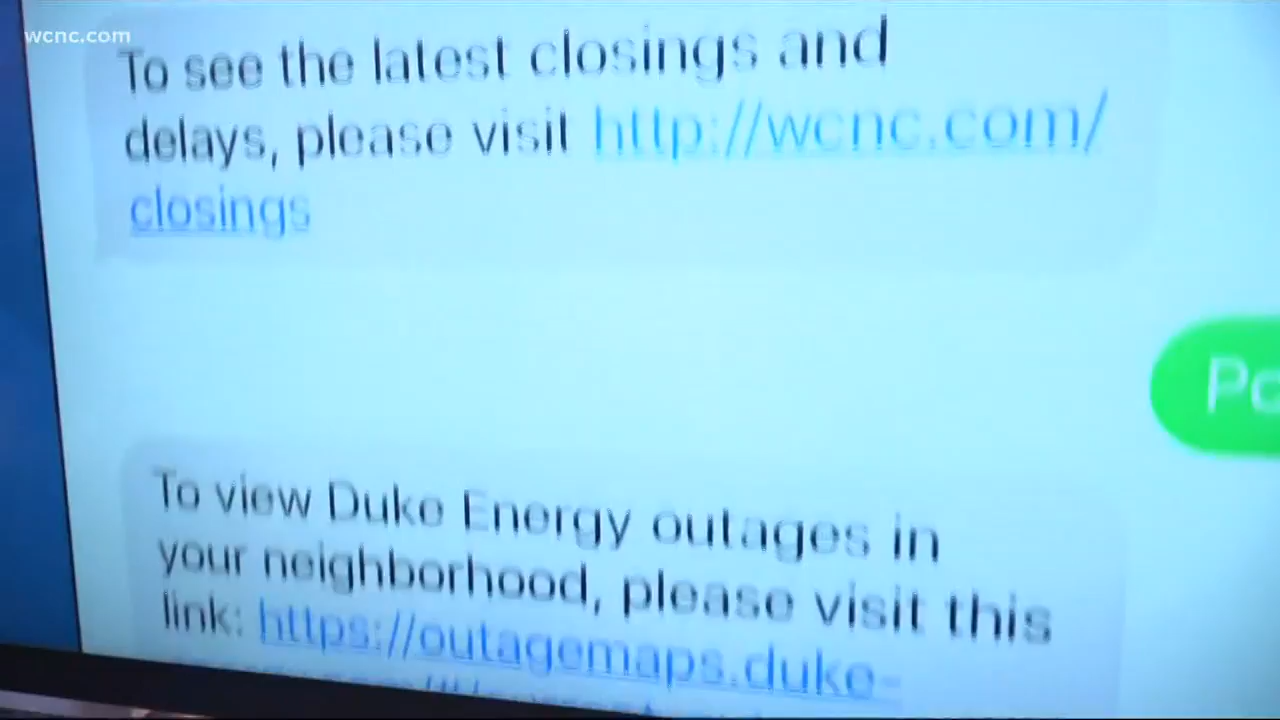 wcnc.com
To see the latest closings and
delays, please visit http://wcnc.com/
closings
Po
To view Duke Energy outages in
your neighborhood, please visit this
link: https://outagemaps.duke-